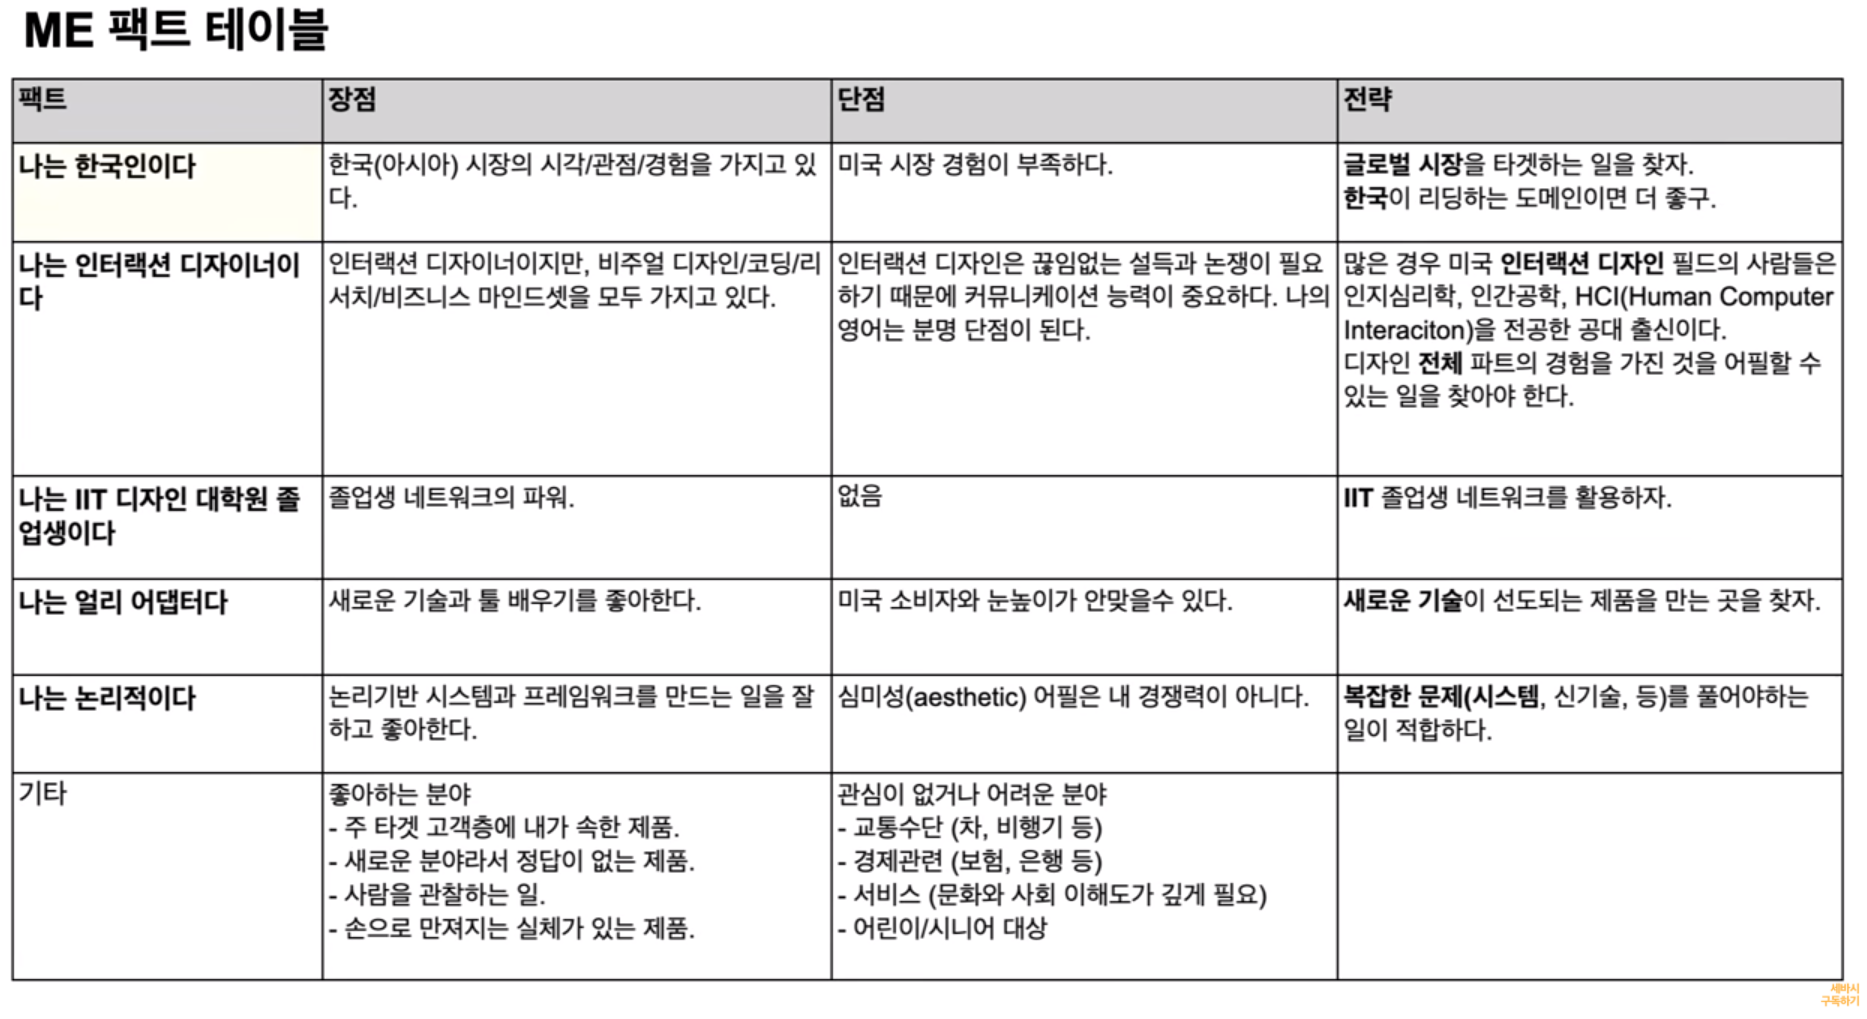 ME 팩트 테이블
팩트
장점
단점
전략
나는 한국인이다
한국(아시아) 시장의 시각/관점/경험을 가지고 있
다.
미국 시장 경험이 부족하다.
글로벌 시장을 타겟하는 일을 찾자.
한국이 리딩하는 도메인이면 더 좋구.
나는 인터랙션 디자이너이
다
인터랙션 디자이너이지만, 비주얼 디자인/코딩/리
서치/비즈니스 마인드셋을 모두 가지고 있다.
인터랙션 디자인은 끊임없는 설득과 논쟁이 필요
하기 때문에 커뮤니케이션 능력이 중요하다. 나의
영어는 분명 단점이 된다.
많은 경우 미국 인터랙션 디자인 필드의 사람들은
인지심리학, 인간공학, HCI(Human Computer
Interaciton)을 전공한 공대 출신이다.
디자인 전체 파트의 경험을 가진 것을 어필할 수
있는 일을 찾아야 한다.
나는 IIT 디자인 대학원 졸
업생이다
졸업생 네트워크의 파워.
없음
IIT 졸업생 네트워크를 활용하자.
나는 얼리 어댑터다
새로운 기술과 툴 배우기를 좋아한다.
미국 소비자와 눈높이가 안맞을수 있다.
새로운 기술이 선도되는 제품을 만는 곳을 찾자.
나는 논리적이다
논리기반 시스템과 프레임워크를 만드는 일을 잘
하고 좋아한다.
심미성(aesthetic) 어필은 내 경쟁력이 아니다.
복잡한 문제(시스템, 신기술, 등)를 풀어야하는
일이 적합하다.
기타
좋아하는 분야
- 주 타겟 고객층에 내가 속한 제품.
- 새로운 분야라서 정답이 없는 제품.
- 사람을 관찰하는 일.
- 손으로 만져지는 실체가 있는 제품.
관심이 없거나 어려운 분야
- 교통수단 (차, 비행기 등)
- 경제관련 (보험, 은행 등)
- 서비스 (문화와 사회 이해도가 깊게 필요)
- 어린이/시니어 대상
세바시
구독하기